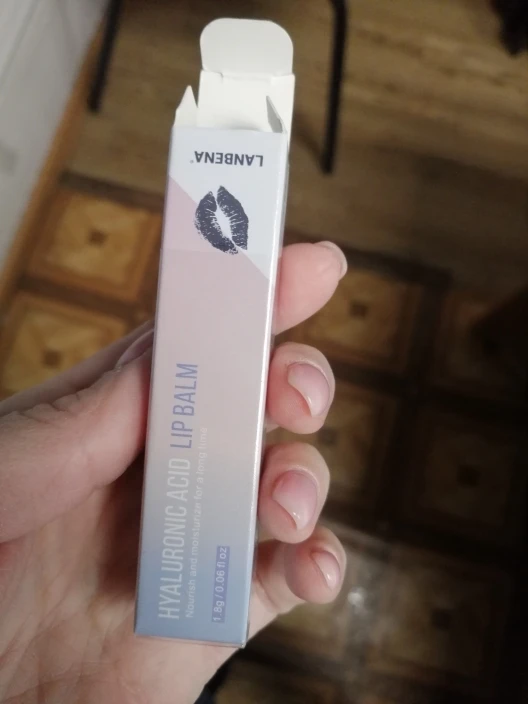 LANBENA®
HYALURONIC ACID LIP BALM
Nourish and moisturize for a long time
1.8g / 0.06 fl oz